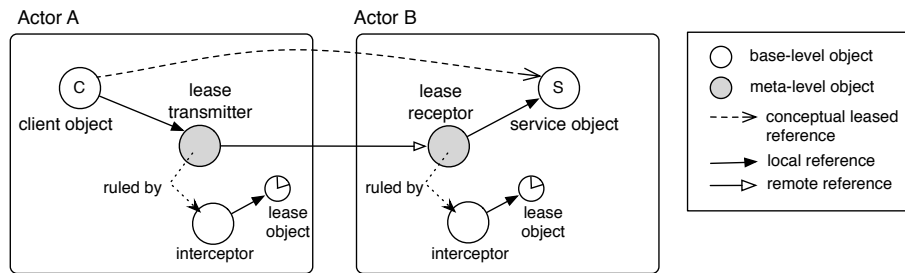 Actor A
Actor B
C
client object
lease
transmitter
ruled by
interceptor
lease
object
lease
receptor
S
service object
ruled by
interceptor
lease
object
base-level object
meta-level object
conceptual leased
reference
local reference
remote reference